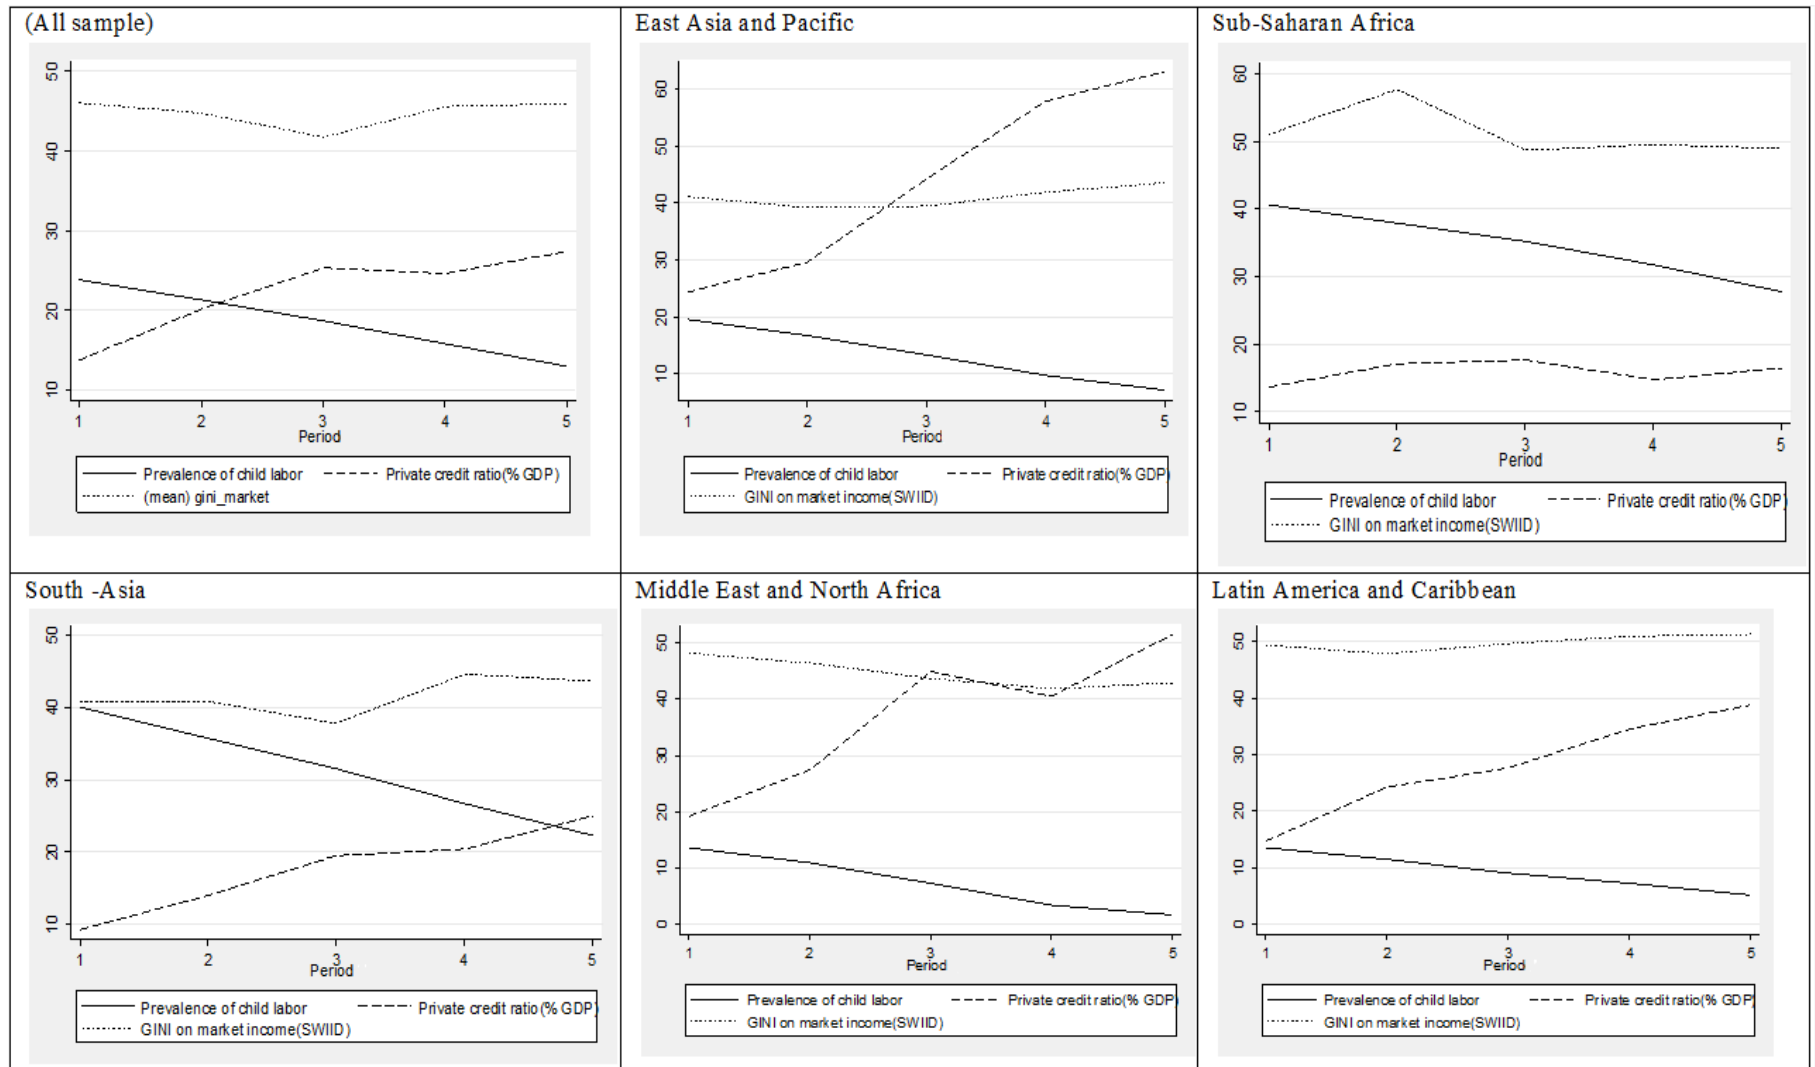 (All sample)
50
40
30
20
10
1 2 3 4 5
Period
Prevalence of child labor Private credit ratio(% GDP)
(mean) gini_market
East Asia and Pacific
60
50
40
30
20
10
1 2 3 4 5
Period
Prevalence of child labor Private credit ratio(% GDP)
GINI on market income(SWIID)
Sub-Saharan Africa
60
50
40
30
20
10
1 2 3 4 5
Period
Prevalence of child labor Private credit ratio(% GDP)
GINI on market income(SWIID)
South -Asia
50
40
30
20
10
1 2 3 4 5
Period
Prevalence of child labor Private credit ratio(% GDP)
GINI on market income(SWIID)
Middle East and North Africa
50
40
30
20
10
0
1 2 3 4 5
Period
Prevalence of child labor Private credit ratio(% GDP)
GINI on market income(SWIID)
Latin America and Caribbean
50
40
30
20
10
0
1 2 3 4 5
Period
Prevalence of child labor Private credit ratio(% GDP)
GINI on market income(SWIID)